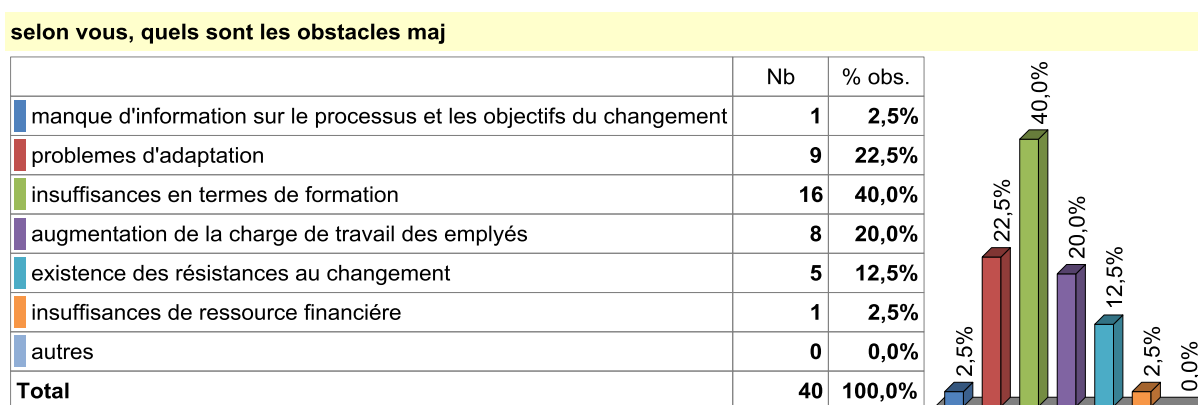 selon vous, quels sont les obstacles maj
Nb % obs.
manque d'information sur le processus et les objectifs du changement 1 2,5%
problemes d'adaptation 9 22,5%
insuffisances en termes de formation 16 40,0%
augmentation de la charge de travail des emplyés 8 20,0%
existence des résistances au changement 5 12,5%
insuffisances de ressource financiére 1 2,5%
autres 0 0,0%
Total 40 100,0%
2,5%
22,5%
40,0%
20,0%
12,5%
2,5%
0,0%